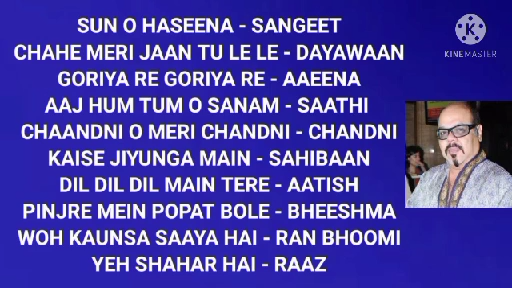 SUN O HASEENA - SANGEET
CHAHE MERI JAAN TU LE LE - DAYAWAAN
GORIYA RE GORIYA RE - AAEENA
AAJ HUM TUM O SANAM - SAATHI
CHAANDNI O MERI CHANDNI - CHANDNI
KAISE JIYUNGA MAIN - SAHIBAAN
DIL DIL DIL MAIN TERE - AATISH
PINJRE MEIN POPAT BOLE - BHEESHMA
WOH KAUNSA SAAYA HAI - RAN BHOOMI
YEH SHAHAR HAI - RAAZ
K
KINEMASTER